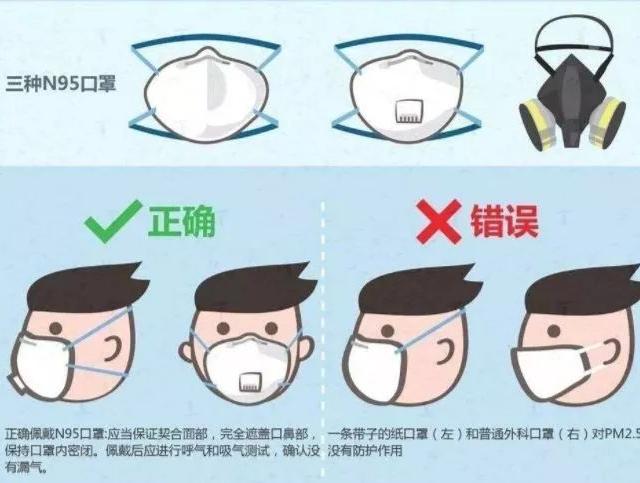 三种N95口罩
正确
错误
正确佩戴N95口罩:应当保证契合面部，完全遮盖口鼻部，
保持口罩内密闭。佩戴后应进行呼气和吸气测试，确认没
有漏气。
一条带子的纸口罩（左）和普通外科口罩（右）对PM2.5
没有防护作用